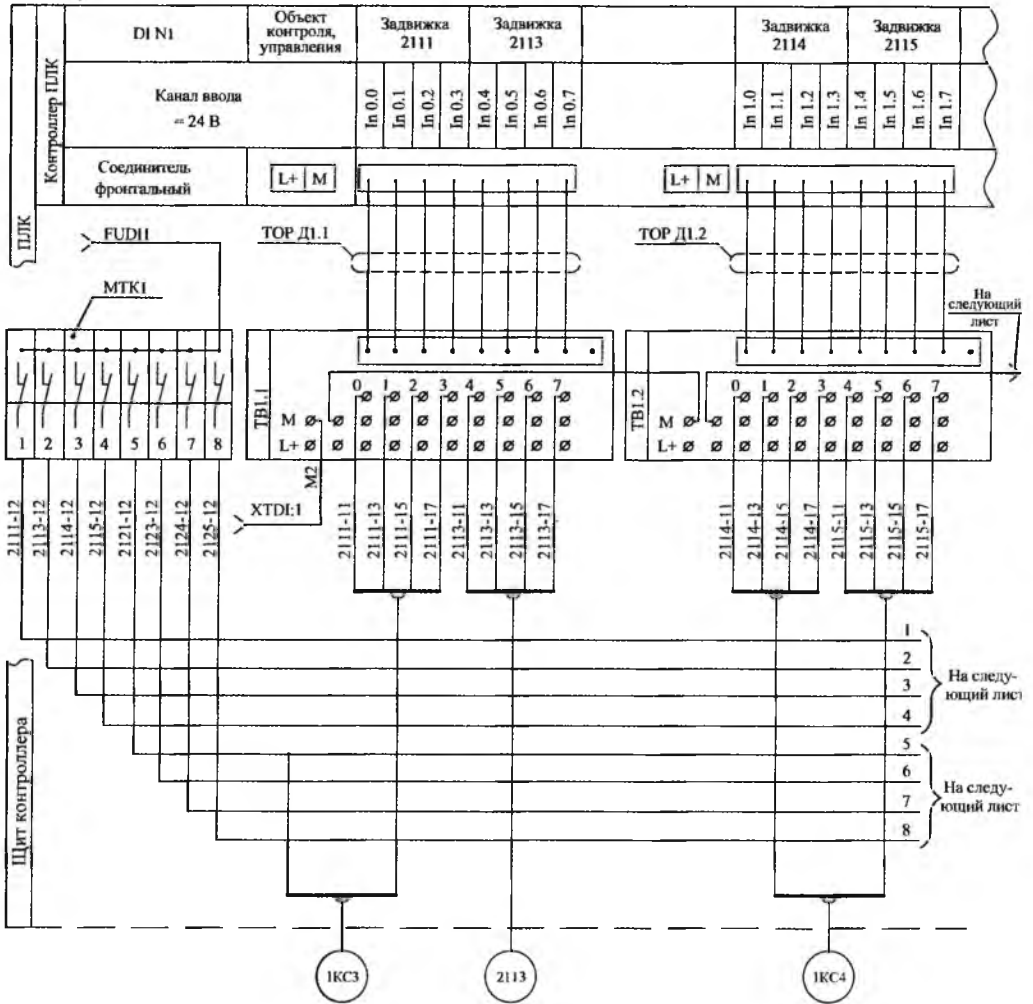 DI N1
Объект
контроля,
управления
Задвижка
2111
Задвижка
2113
Задвижка
2114
Задвижка
2115
ПЛК
Контроллер ПЛК
Канал ввода
= 24 В
In 0.0
In 0.1
In 0.2
In 0.3
In 0.4
In 0.5
In 0.6
In 0.7
In 1.0
In 1.1
In 1.2
In 1.3
In 1.4
In 1.5
In 1.6
In 1.7
Соединитель
фронтальный
L+ M
L+ M
FUDI1
ТОР Д1.1
ТОР Д1.2
МТК1
На
следующий
лист
1 2 3 4 5 6 7 8
ТВ1.1
0 1 2 3 4 5 6 7
M
L+
ТВ1.2
0 1 2 3 4 5 6 7
M
L+
M2
XTDI:1
2111-12
2113-12
2114-12
2115-12
2121-12
2123-12
2124-12
2125-12
2111-11
2111-13
2111-15
2111-17
2113-11
2113-13
2113-15
2113-17
2114-11
2114-13
2114-15
2114-17
2115-11
2115-13
2115-15
2115-17
1
2
3
4
На следу-
ющий лист
5
6
7
8
На следу-
ющий лист
Щит контроллера
1КС3
2113
1КС4